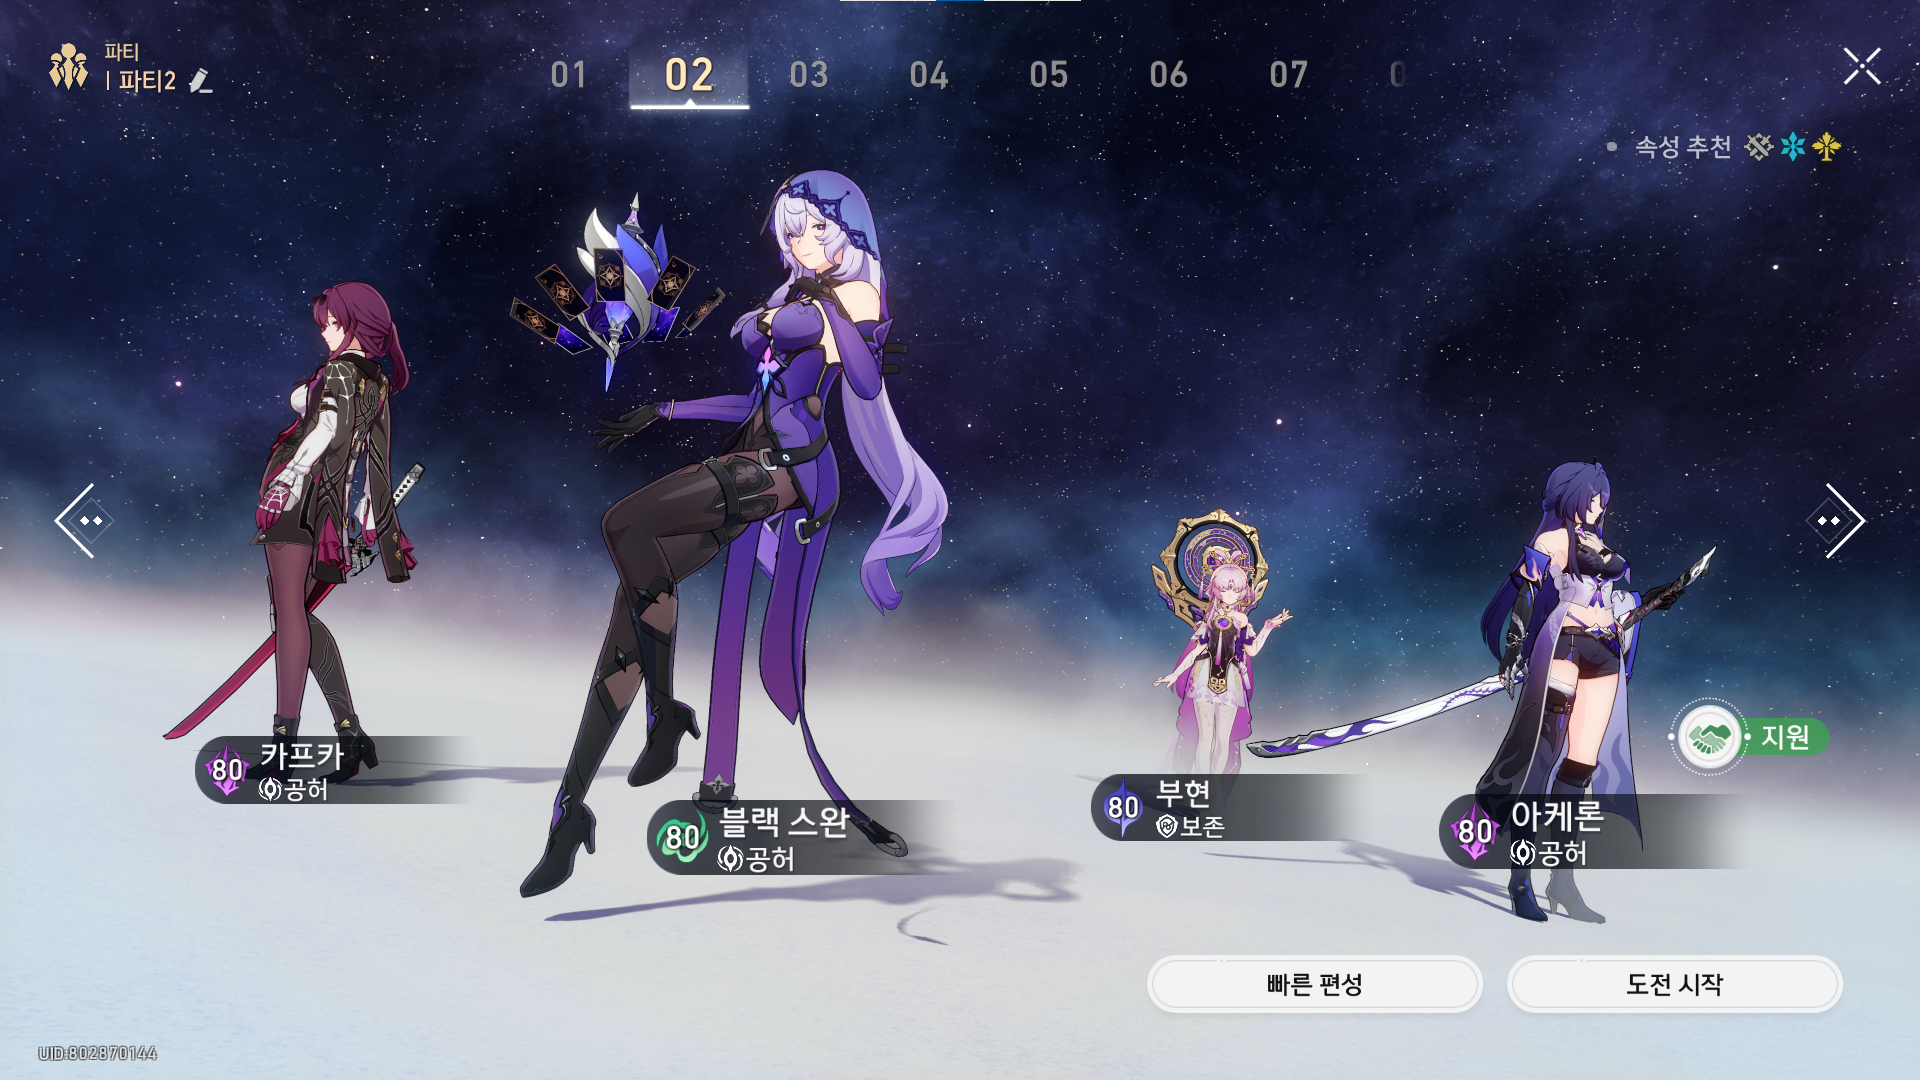 파티
파티2
01 02 03 04 05 06 07
속성 추천
80 카프카
공허
80 블랙 스완
공허
80 부현
보존
지원
80 아케론
공허
빠른 편성
도전 시작
UID:802870144